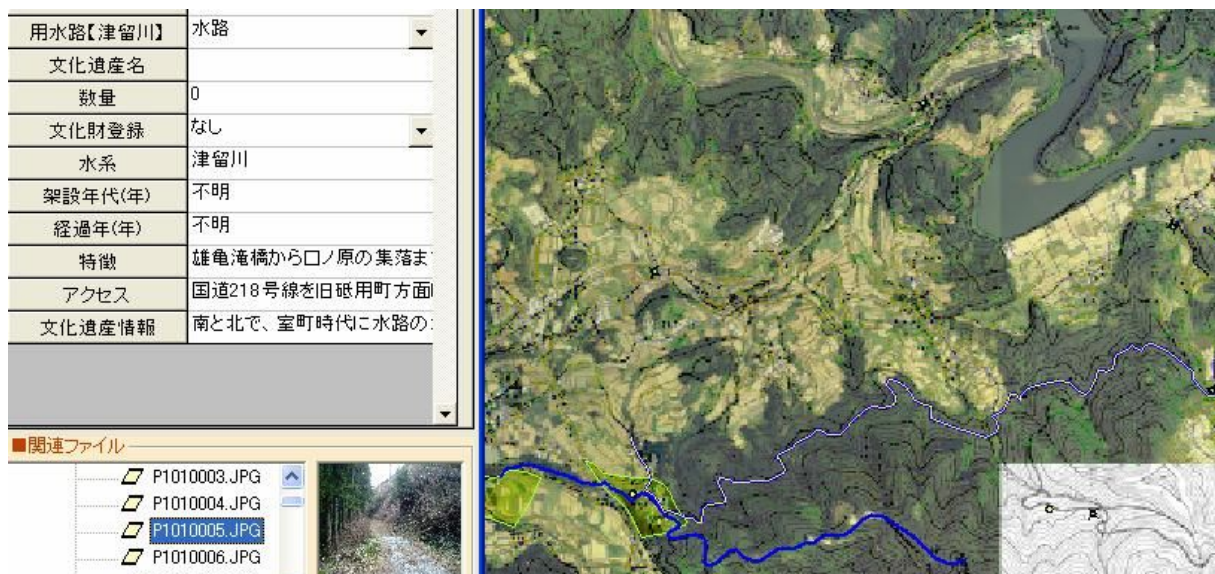 用水路【津留川】 水路
文化遺産名
数量 0
文化財登録 なし
水系 津留川
架設年代(年) 不明
経過年(年) 不明
特徴 雄亀滝橋から口ノ原の集落ま
アクセス 国道218号線を旧砥用町方面
文化遺産情報 南と北で、室町時代に水路の
■関連ファイル
P1010003.JPG
P1010004.JPG
P1010005.JPG
P1010006.JPG